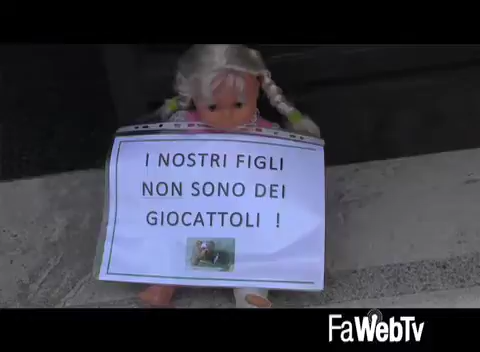 I NOSTRI FIGLI
NON SONO DEI
GIOCATTOLI !
FaWebTv